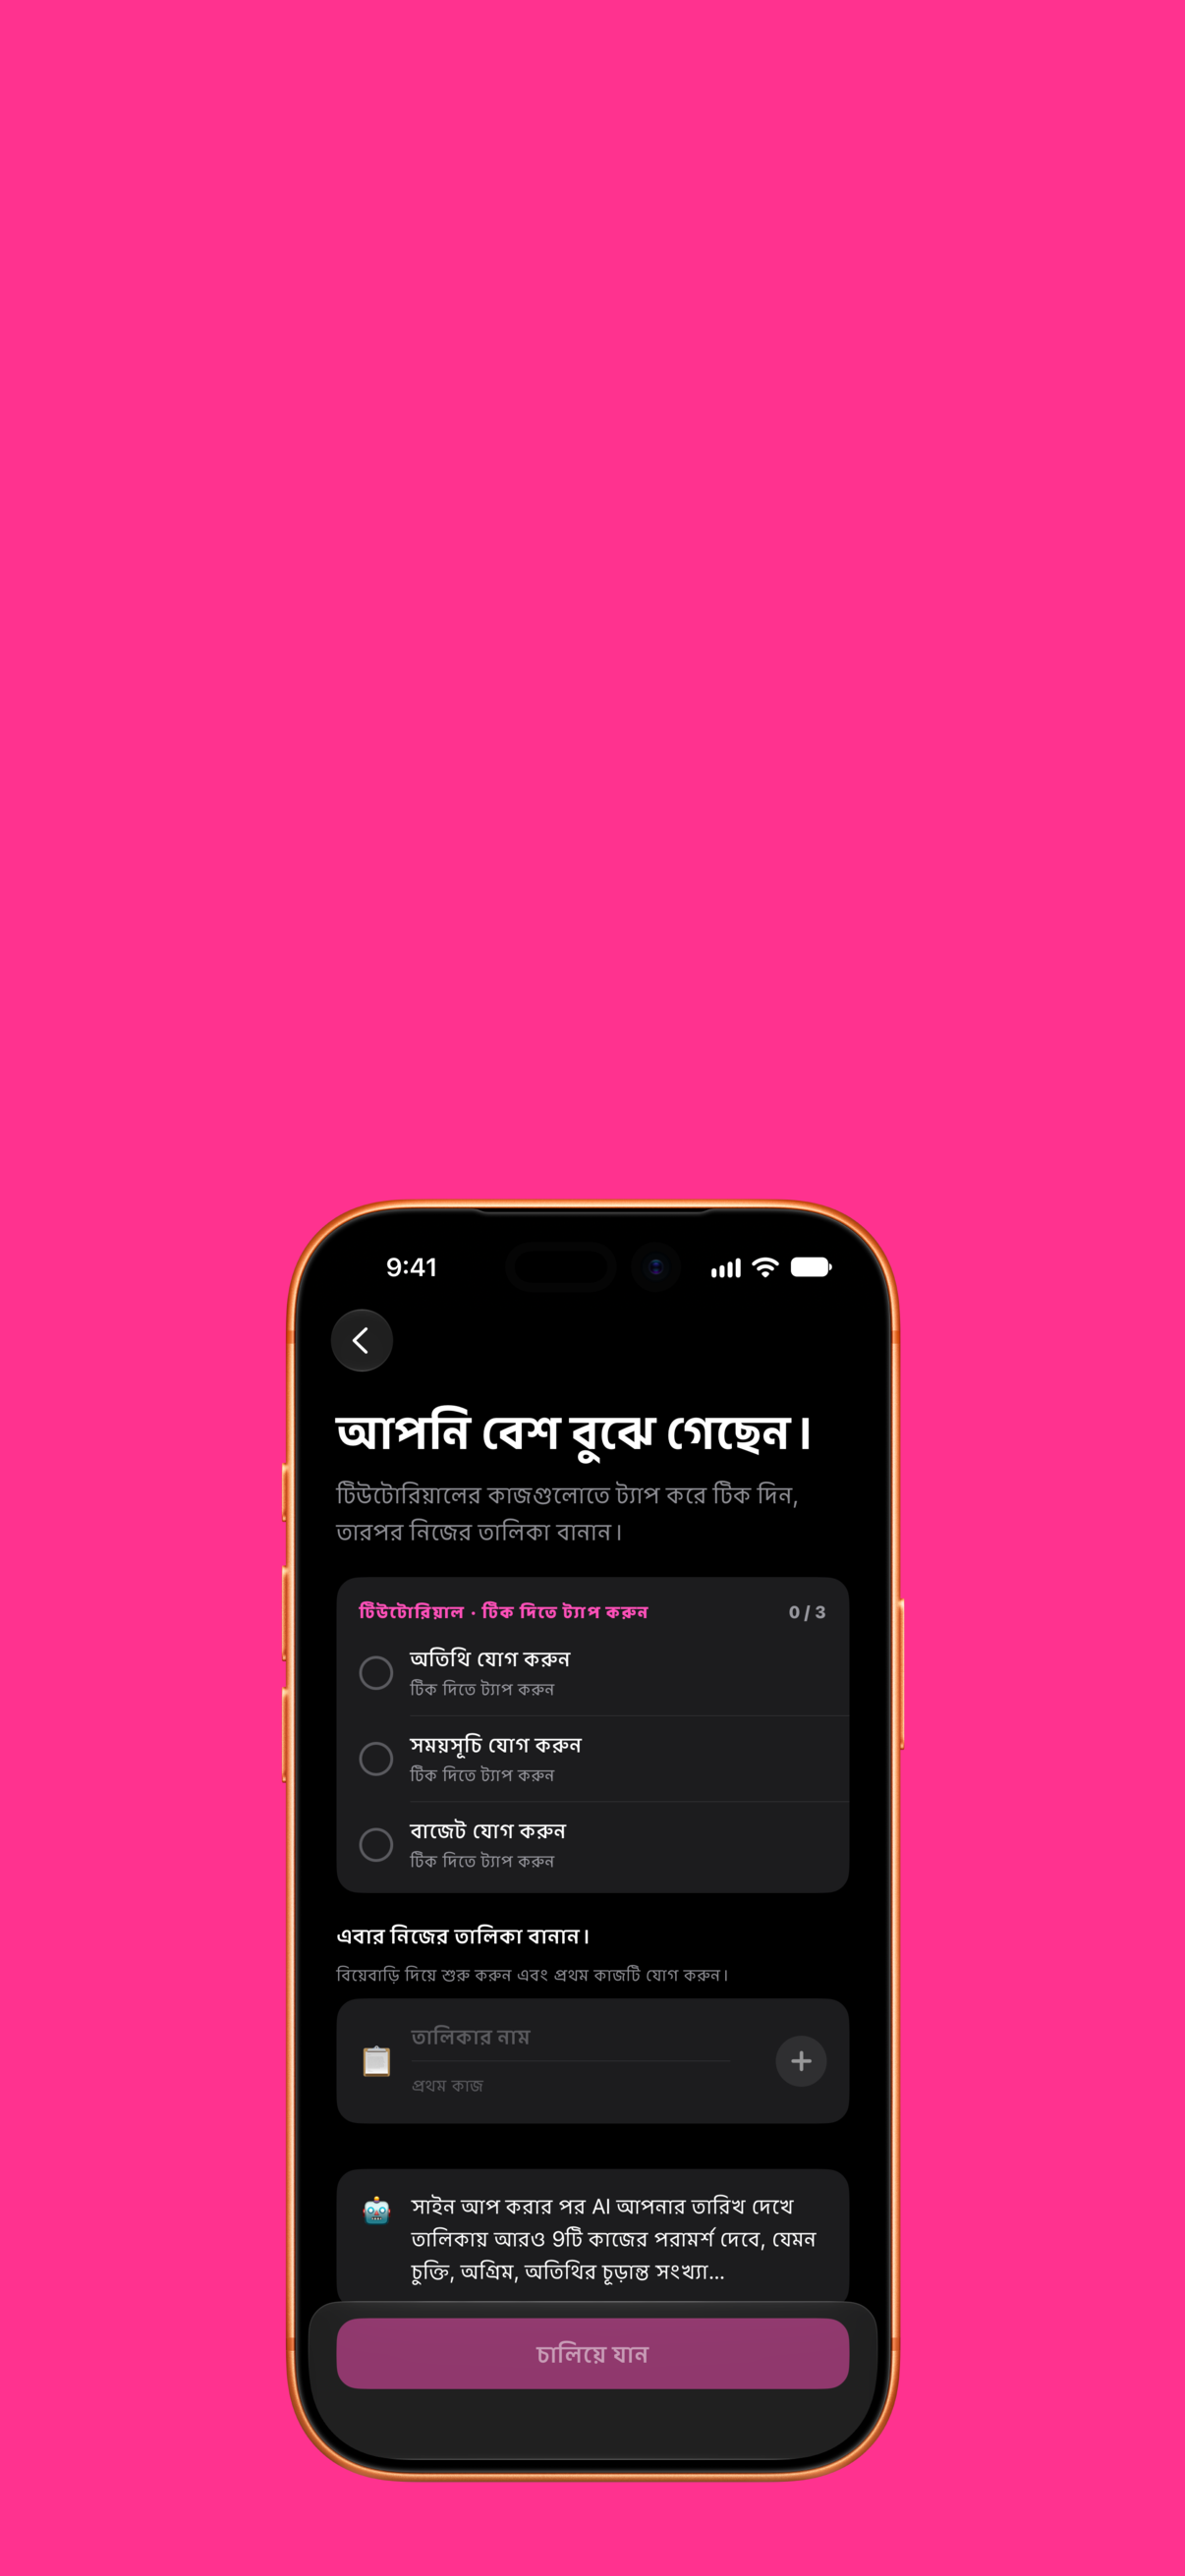 9:41
আপনি বেশ বুঝে গেছেন।
টিউটোরিয়ালের কাজগুলোতে ট্যাপ করে টিক দিন,
তারপর নিজের তালিকা বানান।
টিউটোরিয়াল · টিক দিতে ট্যাপ করুন 0 / 3
অতিথি যোগ করুন
টিক দিতে ট্যাপ করুন
সময়সূচি যোগ করুন
টিক দিতে ট্যাপ করুন
বাজেট যোগ করুন
টিক দিতে ট্যাপ করুন
এবার নিজের তালিকা বানান।
বিয়েবাড়ি দিয়ে শুরু করুন এবং প্রথম কাজটি যোগ করুন।
তালিকার নাম
প্রথম কাজ
সাইন আপ করার পর AI আপনার তারিখ দেখে
তালিকায় আরও 9টি কাজের পরামর্শ দেবে, যেমন
চুক্তি, অগ্রিম, অতিথির চূড়ান্ত সংখ্যা...
চালিয়ে যান